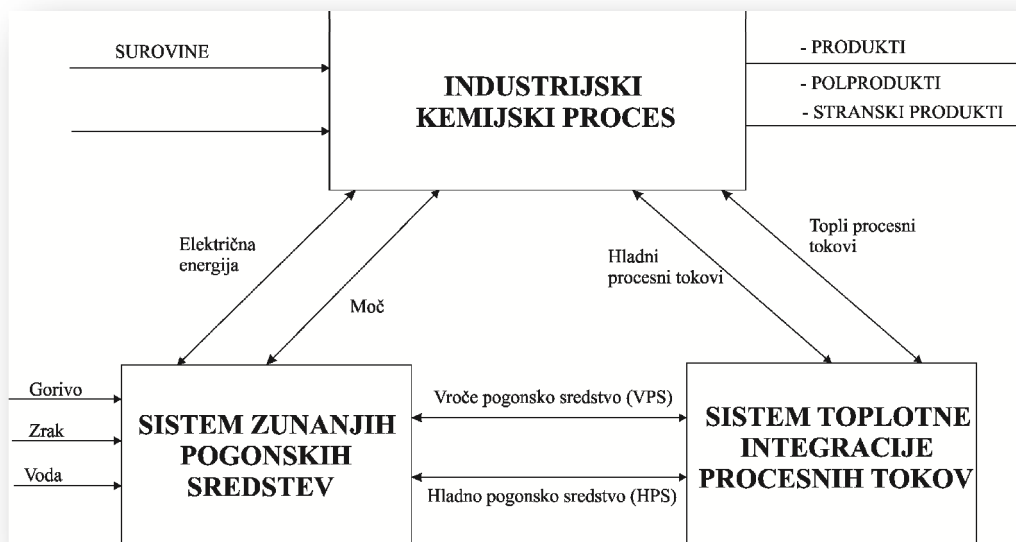 SUROVINE
INDUSTRIJSKI
KEMIJSKI PROCES
- PRODUKTI
- POLPRODUKTI
- STRANSKI PRODUKTI
Električna
energija
Moč
Hladni
procesni tokovi
Topli procesni
tokovi
Gorivo
Zrak
Voda
SISTEM ZUNANJIH
POGONSKIH
SREDSTEV
Vroče pogonsko sredstvo (VPS)
Hladno pogonsko sredstvo (HPS)
SISTEM TOPLOTNE
INTEGRACIJE
PROCESNIH TOKOV